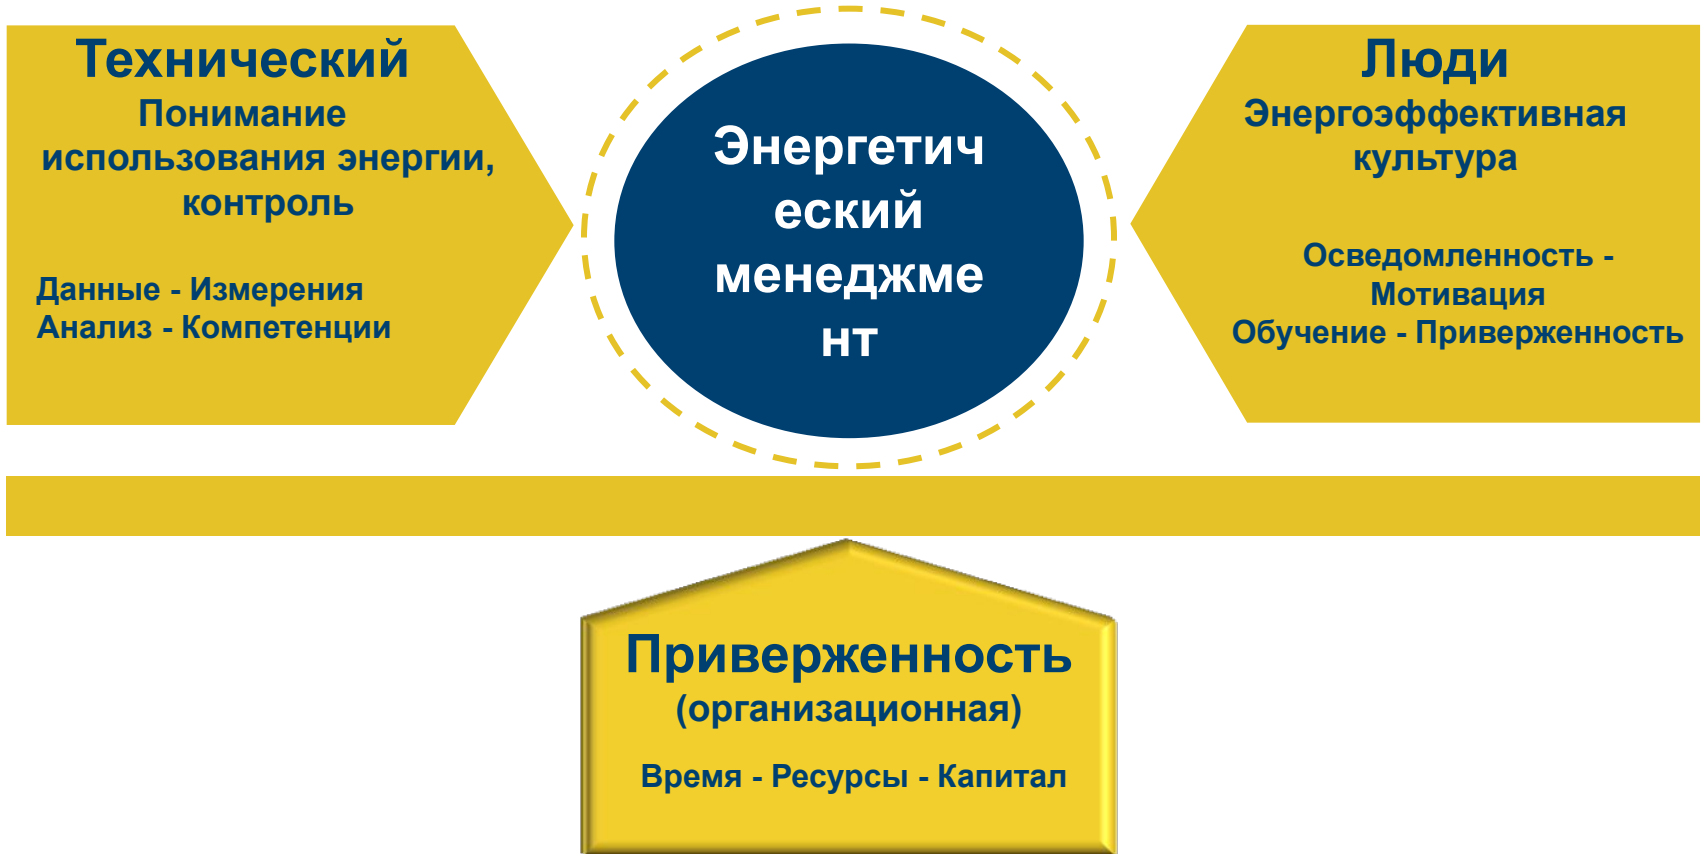 Технический
Понимание
использования энергии,
контроль
Данные - Измерения
Анализ - Компетенции
Энергетич
еский
менеджме
нт
Люди
Энергоэффективная
культура
Осведомленность -
Мотивация
Обучение - Приверженность
Приверженность
(организационная)
Время - Ресурсы - Капитал